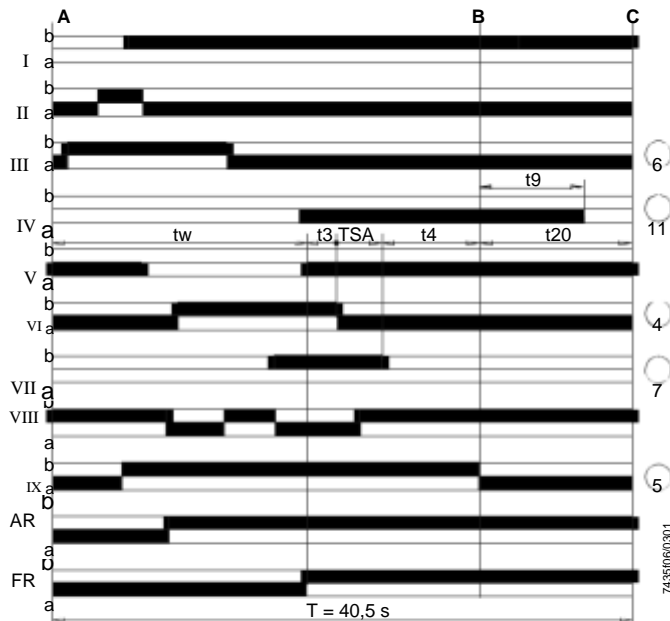 A B C
b
I a
b
II a
b
III a 6
b t9
IV a 11
tw t3 TSA t4 t20
b
V a
b
VI a 4
b
VII a 7
b
VIII
a
b
IX a 5
b
AR
a
b
FR
a
T = 40,5 s
7435f06/0301